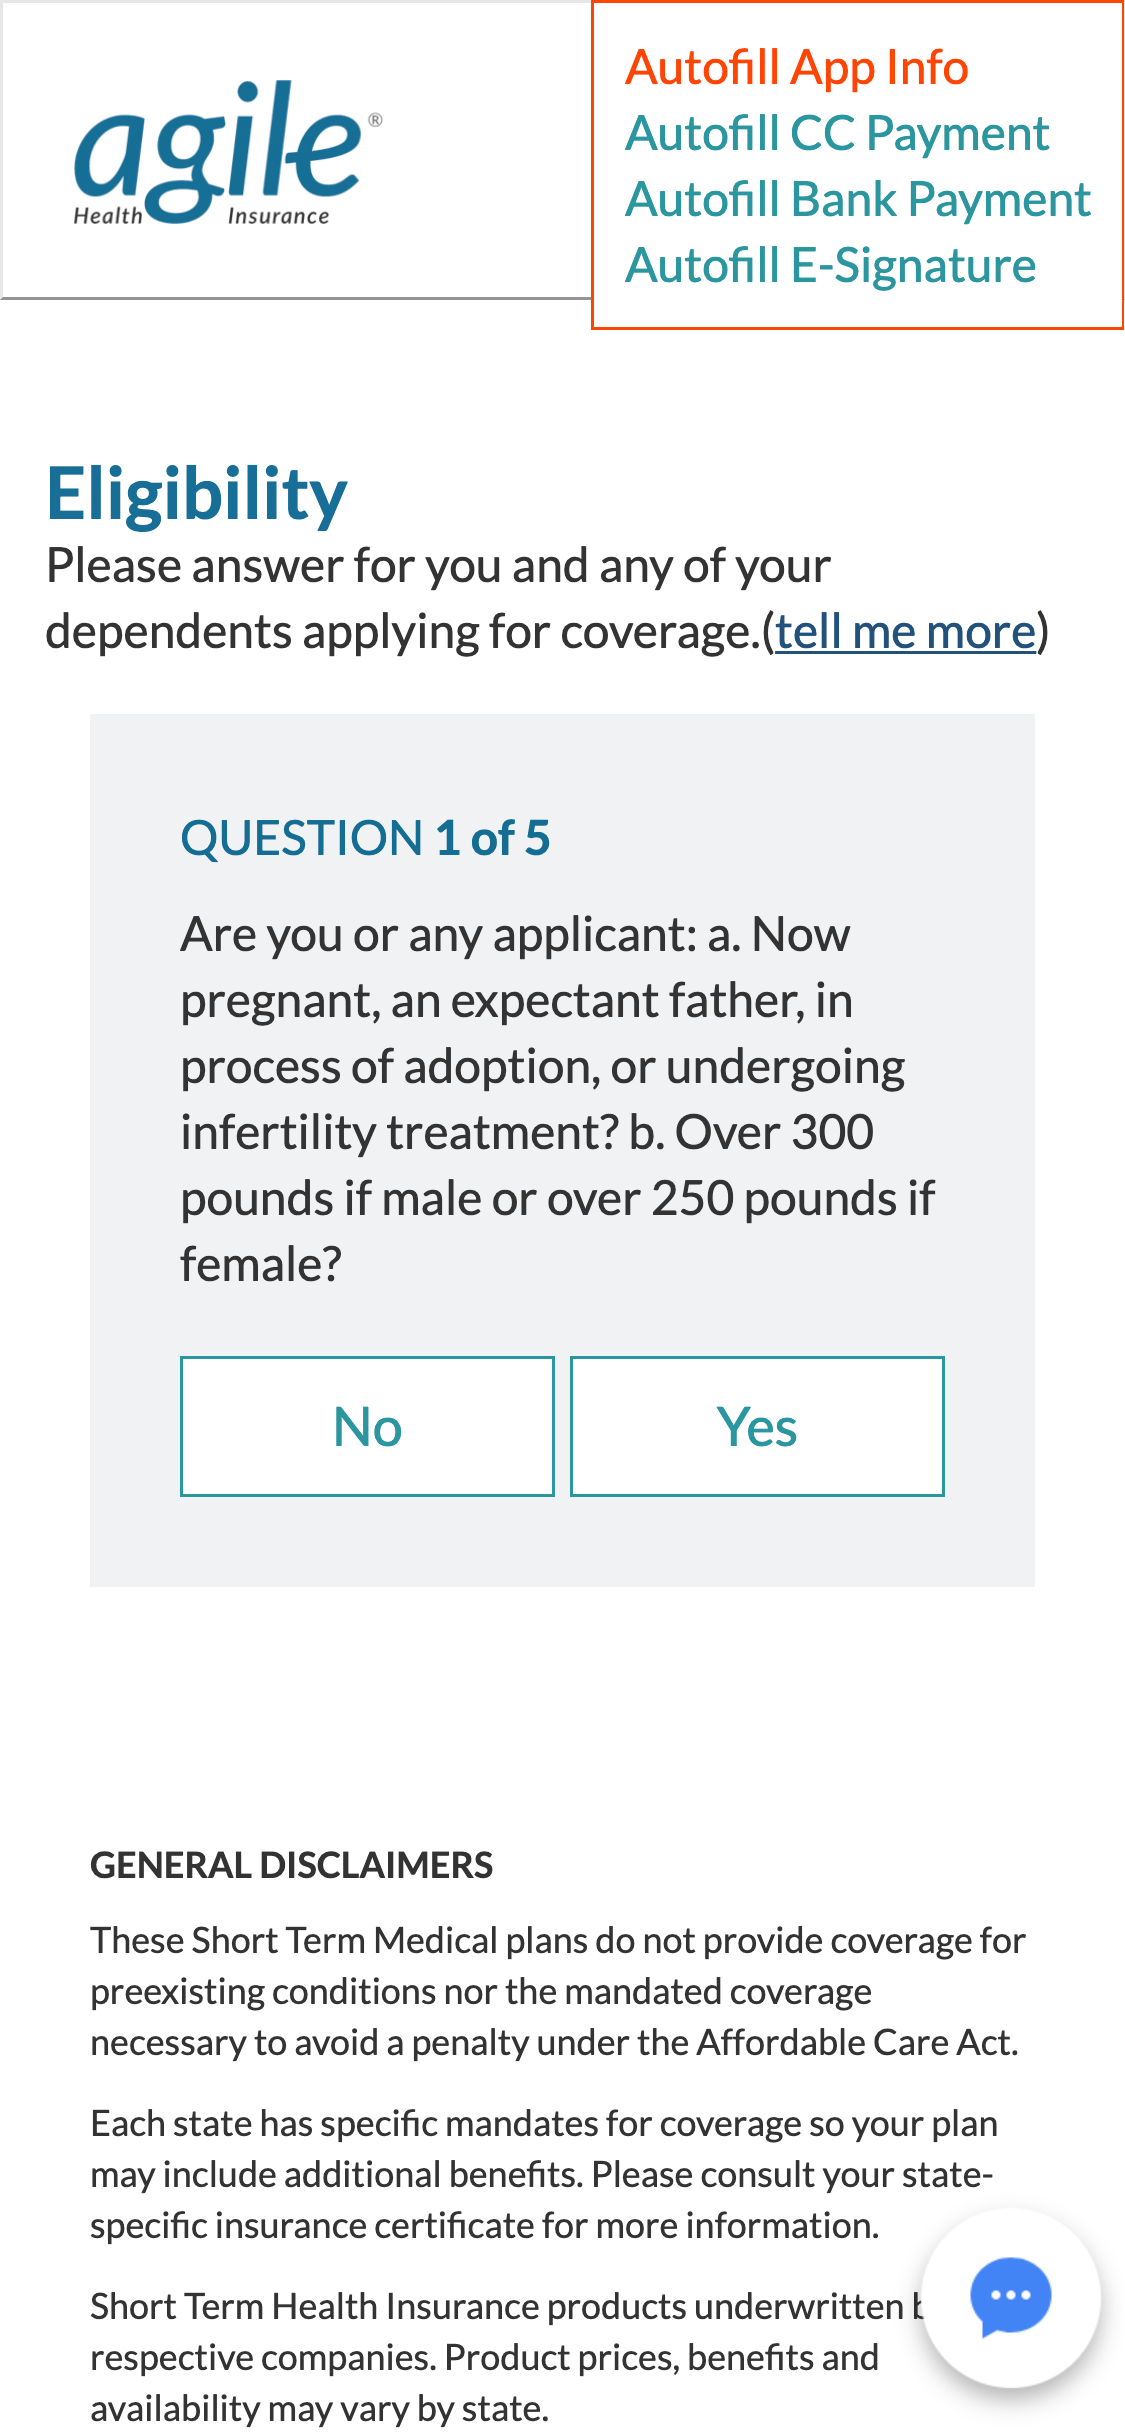 agile®
Health Insurance
Autofill App Info
Autofill CC Payment
Autofill Bank Payment
Autofill E-Signature
Eligibility
Please answer for you and any of your
dependents applying for coverage.(tell me more)
QUESTION 1 of 5
Are you or any applicant: a. Now
pregnant, an expectant father, in
process of adoption, or undergoing
infertility treatment? b. Over 300
pounds if male or over 250 pounds if
female?
No
Yes
GENERAL DISCLAIMERS
These Short Term Medical plans do not provide coverage for
preexisting conditions nor the mandated coverage
necessary to avoid a penalty under the Affordable Care Act.
Each state has specific mandates for coverage so your plan
may include additional benefits. Please consult your state-
specific insurance certificate for more information.
Short Term Health Insurance products underwritten
respective companies. Product prices, benefits and
availability may vary by state.